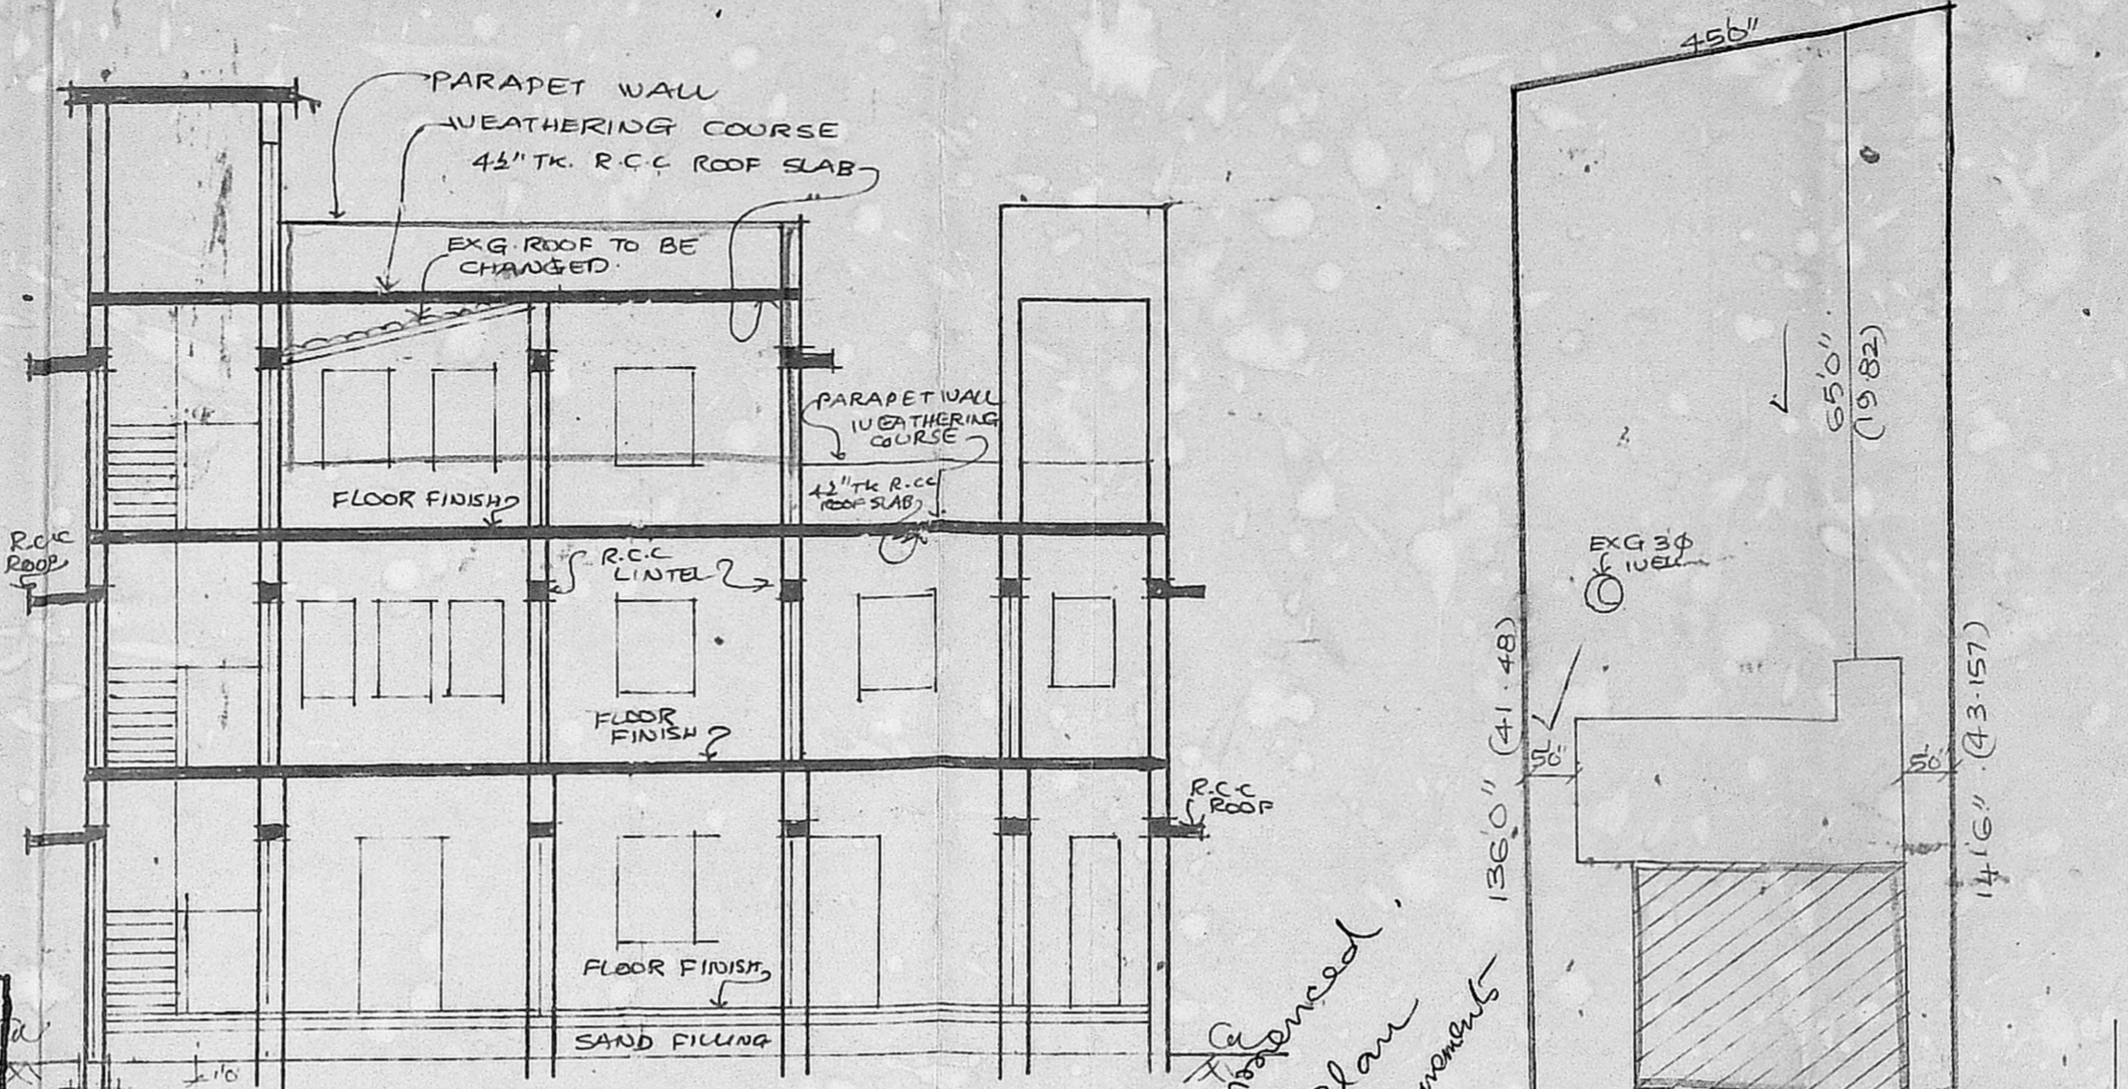 PARAPET WALL
WEATHERING COURSE
4½" TK. R.C.C ROOF SLAB
EXG. ROOF TO BE
CHANGED.
PARAPET WALL
WEATHERING
COURSE
FLOOR FINISH
4½" TK R.CC
ROOF SLAB
R.C.C
ROOF
R.C.C
LINTEL
FLOOR
FINISH
R.C.C
ROOF
FLOOR FINISH
SAND FILLING
1'0
45'0"
65'0"
(19.82)
EXG 3'Φ
WELL
136'0" (41.48)
5'0"
5'0"
141'6" (43.157)